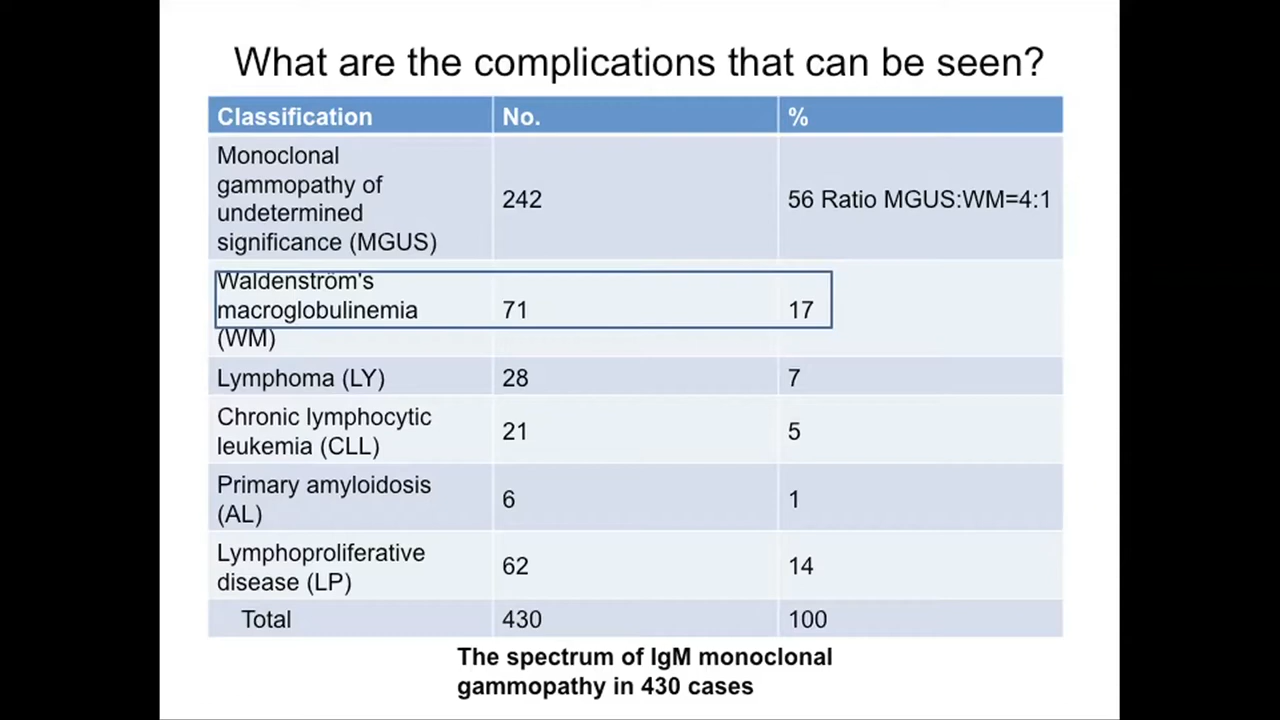 What are the complications that can be seen?
Classification No. %
Monoclonal
gammopathy of
undetermined
significance (MGUS)
242
56 Ratio MGUS:WM=4:1
Waldenström's
macroglobulinemia
(WM)
71
17
Lymphoma (LY) 28 7
Chronic lymphocytic
leukemia (CLL)
21
5
Primary amyloidosis
(AL)
6
1
Lymphoproliferative
disease (LP)
62
14
Total 430 100
The spectrum of IgM monoclonal
gammopathy in 430 cases